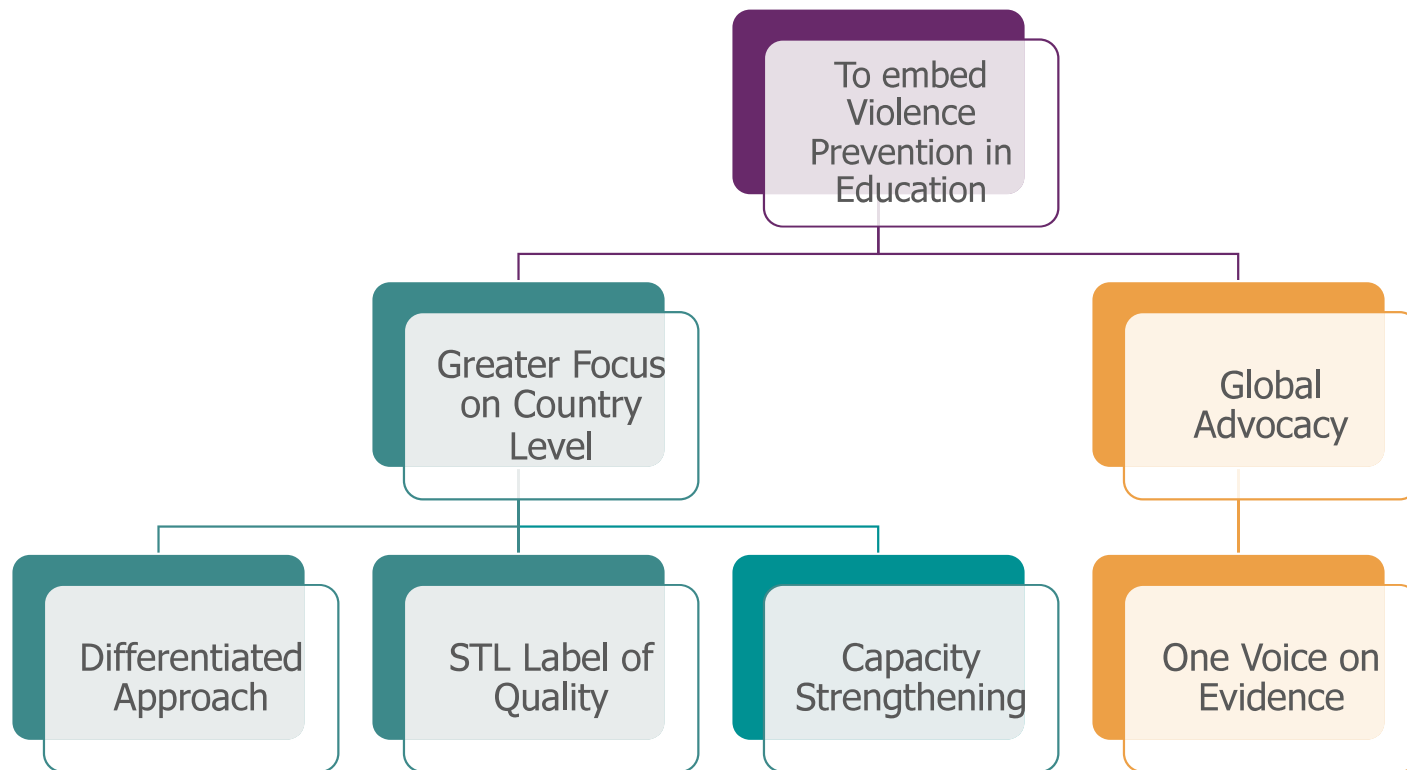 To embed
Violence
Prevention in
Education
Greater Focus
on Country
Level
Global
Advocacy
Differentiated
Approach
STL Label of
Quality
Capacity
Strengthening
One Voice on
Evidence